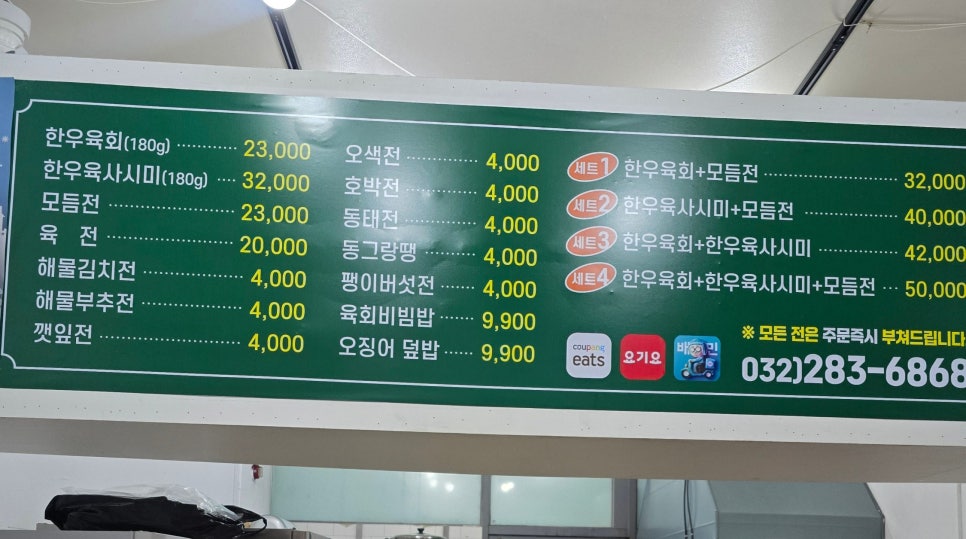 한우육회(180g) ·········· 23,000
한우육사시미(180g) ···· 32,000
모듬전 ·················· 23,000
육 전 ···················· 20,000
해물김치전 ·············· 4,000
해물부추전 ·············· 4,000
깻잎전 ···················· 4,000
오색전 ············ 4,000
호박전 ············ 4,000
동태전 ············ 4,000
동그랑땡 ········· 4,000
팽이버섯전 ······ 4,000
육회비빔밥 ······ 9,900
오징어 덮밥 ····· 9,900
세트1 한우육회+모듬전 ···················· 32,000
세트2 한우육사시미+모듬전 ·············· 40,000
세트3 한우육회+한우육사시미 ············ 42,000
세트4 한우육회+한우육사시미+모듬전 ··· 50,000
※ 모든 전은 주문즉시 부쳐드립니다
coupang
eats
요기요
032)283-6868